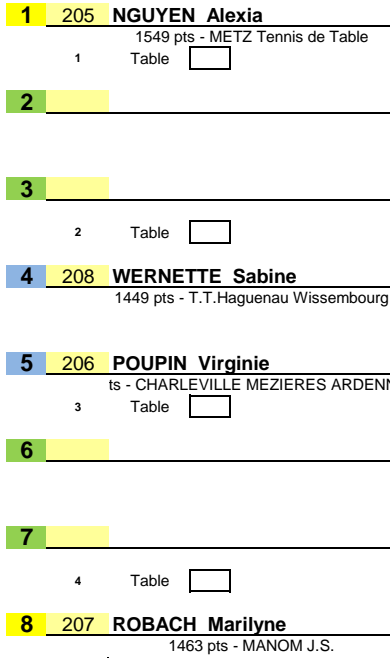 1 205 NGUYEN Alexia
1549 pts - METZ Tennis de Table
1 Table
2
3
2 Table
4 208 WERNETTE Sabine
1449 pts - T.T.Haguenau Wissembourg
5 206 POUPIN Virginie
ts - CHARLEVILLE MEZIERES ARDENN
3 Table
6
7
4 Table
8 207 ROBACH Marilyne
1463 pts - MANOM J.S.